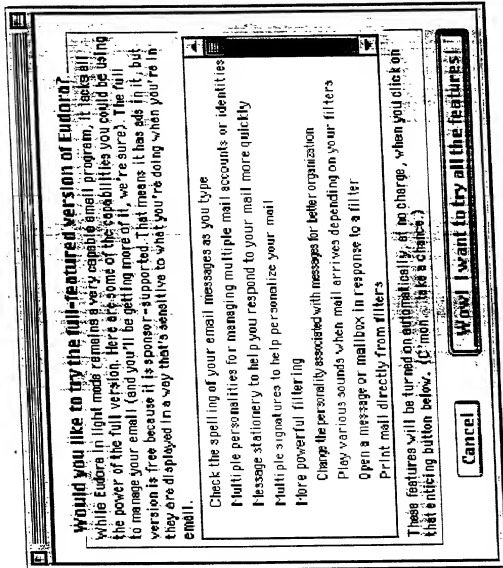 Would you like to try the full-featured version of Eudora?
While Eudora in light mode remains a very capable email program, it lacks all
the power of the full version. Here are some of the capabilities you could be using
to manage your email (and you'll be getting more of it, we're sure). The full
version is free because it is sponsor-supported. That means it has ads in it, but
they are displayed in a way that's sensitive to what you're doing when you're in
email.
Check the spelling of your email messages as you type
Multiple personalities for managing multiple mail accounts or identities
Message stationery to help you respond to your mail more quickly
Multiple signatures to help personalize your mail
More powerful filtering
Change the personality associated with messages for better organization
Play various sounds when mail arrives depending on your filters
Open a message or mailbox in response to a filter
Print mail directly from filters
These features will be turned on automatically, at no charge, when you click on
that enticing button below. (C'mon, take a chance.)
Cancel
Wow! I want to try all the features!